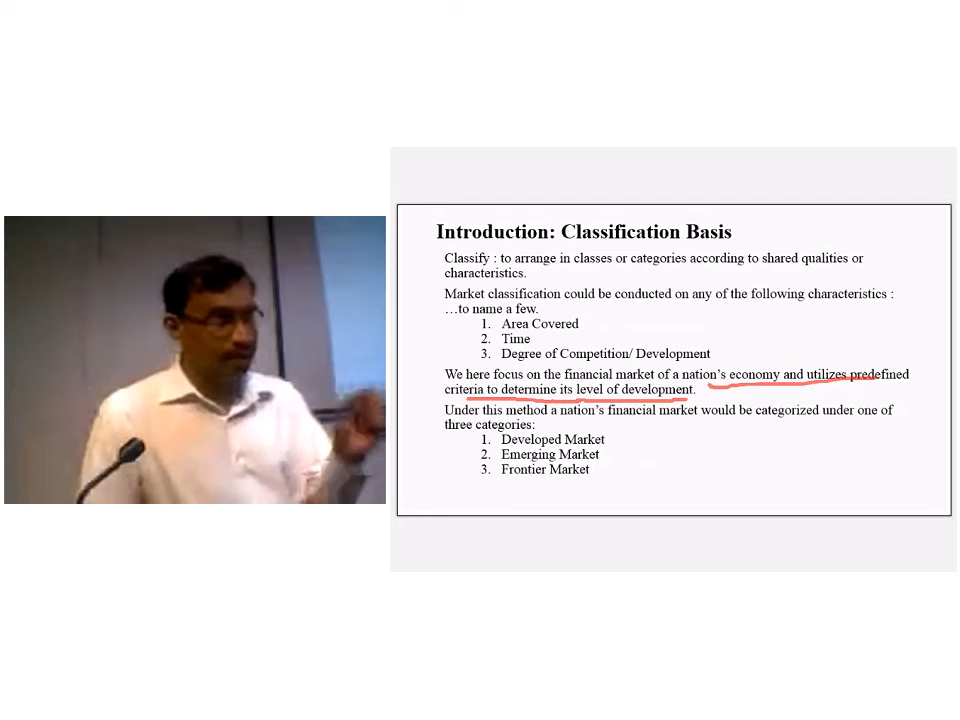 Introduction: Classification Basis
Classify : to arrange in classes or categories according to shared qualities or
characteristics.
Market classification could be conducted on any of the following characteristics :
…to name a few.
1. Area Covered
2. Time
3. Degree of Competition/ Development
We here focus on the financial market of a nation’s economy and utilizes predefined
criteria to determine its level of development.
Under this method a nation’s financial market would be categorized under one of
three categories:
1. Developed Market
2. Emerging Market
3. Frontier Market